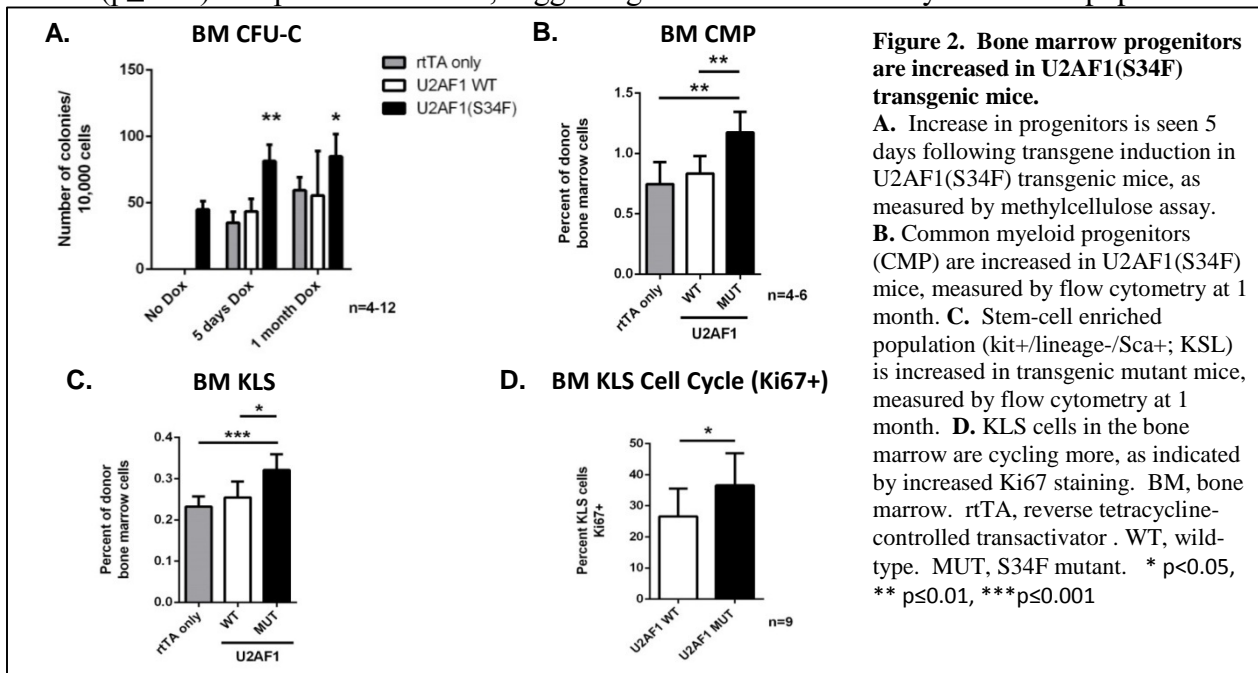 A.
BM CFU-C
Number of colonies/
10,000 cells
150
100
50
0
No Dox
5 days Dox
1 month Dox
** *
n=4-12
rtTA only
U2AF1 WT
U2AF1(S34F)
B.
BM CMP
Percent of donor
bone marrow cells
1.5
1.0
0.5
0.0
**
**
rtTA only
WT
MUT
U2AF1
n=4-6
C.
BM KLS
Percent of donor
bone marrow cells
0.4
0.3
0.2
0.1
0.0
*
***
rtTA only
WT
MUT
U2AF1
D.
BM KLS Cell Cycle (Ki67+)
Percent KLS cells
Ki67+
50
40
30
20
10
0
*
U2AF1 WT
U2AF1 MUT
n=9
Figure 2. Bone marrow progenitors
are increased in U2AF1(S34F)
transgenic mice.
A. Increase in progenitors is seen 5
days following transgene induction in
U2AF1(S34F) transgenic mice, as
measured by methylcellulose assay.
B. Common myeloid progenitors
(CMP) are increased in U2AF1(S34F)
mice, measured by flow cytometry at 1
month. C. Stem-cell enriched
population (kit+/lineage-/Sca+; KSL)
is increased in transgenic mutant mice,
measured by flow cytometry at 1
month. D. KLS cells in the bone
marrow are cycling more, as indicated
by increased Ki67 staining. BM, bone
marrow. rtTA, reverse tetracycline-
controlled transactivator . WT, wild-
type. MUT, S34F mutant. * p<0.05,
** p≤0.01, ***p≤0.001